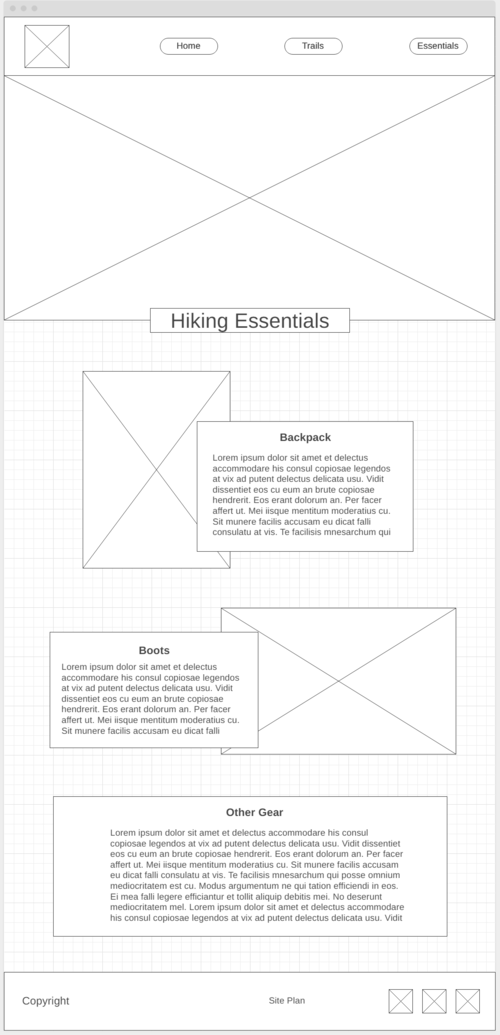 Home
Trails
Essentials
Hiking Essentials
Backpack
Lorem ipsum dolor sit amet et delectus
accommodare his consul copiosae legendos
at vix ad putent delectus delicata usu. Vidit
dissentiet eos cu eum an brute copiosae
hendrerit. Eos erant dolorum an. Per facer
affert ut. Mei iisque mentitum moderatius cu.
Sit munere facilis accusam eu dicat falli
consulatu at vis. Te facilisis mnesarchum qui
Boots
Lorem ipsum dolor sit amet et delectus
accommodare his consul copiosae legendos
at vix ad putent delectus delicata usu. Vidit
dissentiet eos cu eum an brute copiosae
hendrerit. Eos erant dolorum an. Per facer
affert ut. Mei iisque mentitum moderatius cu.
Sit munere facilis accusam eu dicat falli
Other Gear
Lorem ipsum dolor sit amet et delectus accommodare his consul
copiosae legendos at vix ad putent delectus delicata usu. Vidit dissentiet
eos cu eum an brute copiosae hendrerit. Eos erant dolorum an. Per facer
affert ut. Mei iisque mentitum moderatius cu. Sit munere facilis accusam
eu dicat falli consulatu at vis. Te facilisis mnesarchum qui posse omnium
mediocritatem est cu. Modus argumentum ne qui tation efficiendi in eos.
Ei mea falli legere efficiantur et tollit aliquip debitis mei. No deserunt
mediocritatem mel. Lorem ipsum dolor sit amet et delectus accommodare
his consul copiosae legendos at vix ad putent delectus delicata usu. Vidit
Copyright
Site Plan